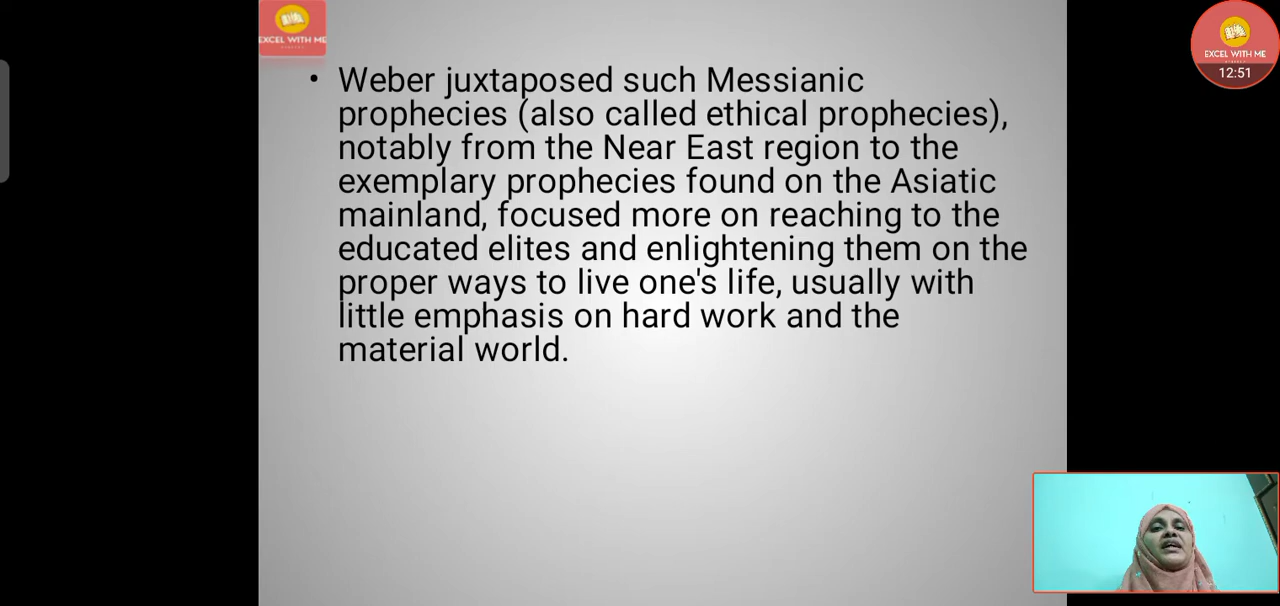 EXCEL WITH ME
EXCEL WITH ME
12:51
• Weber juxtaposed such Messianic
prophecies (also called ethical prophecies),
notably from the Near East region to the
exemplary prophecies found on the Asiatic
mainland, focused more on reaching to the
educated elites and enlightening them on the
proper ways to live one's life, usually with
little emphasis on hard work and the
material world.